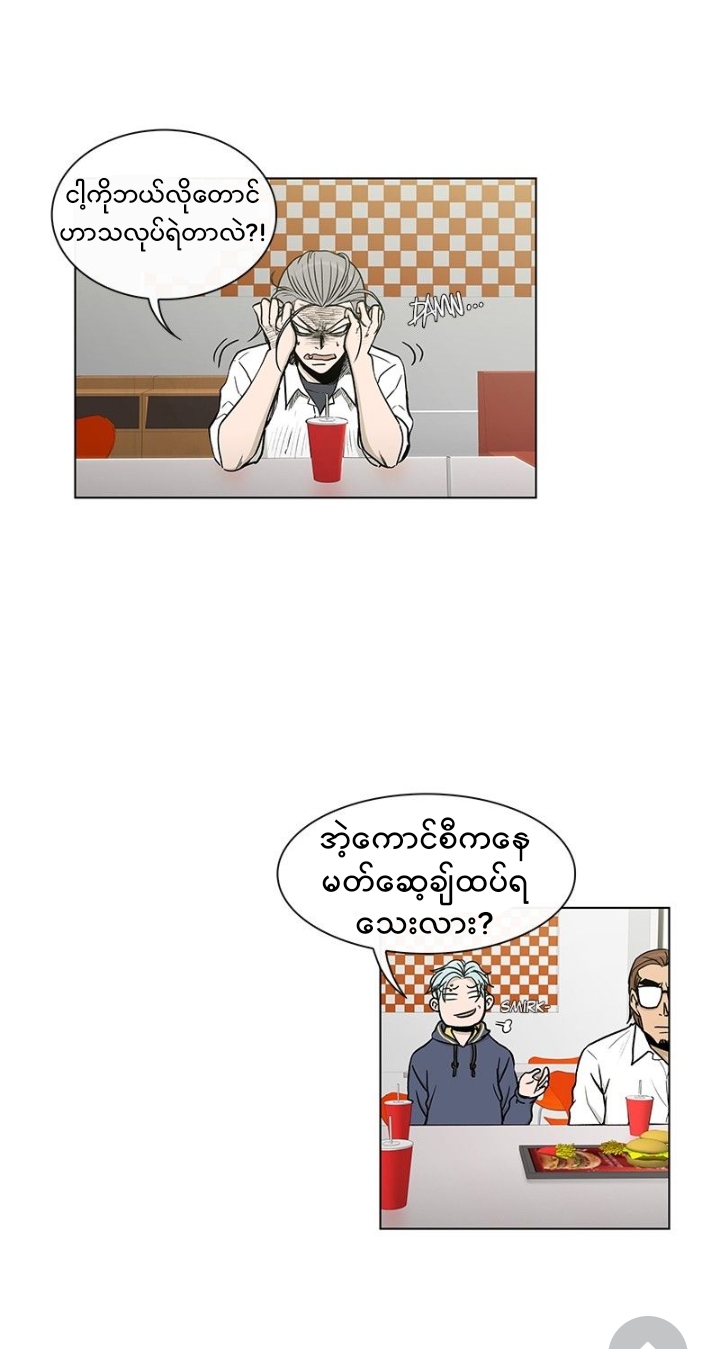 ငါ့ကိုဘယ်လိုတောင်
ဟာသလုပ်ရဲတာလဲ?!
DAMN...
အဲ့ကောင်စီကနေ
မတ်ဆေ့ချ်ထပ်ရ
သေးလား?
SMIRK-